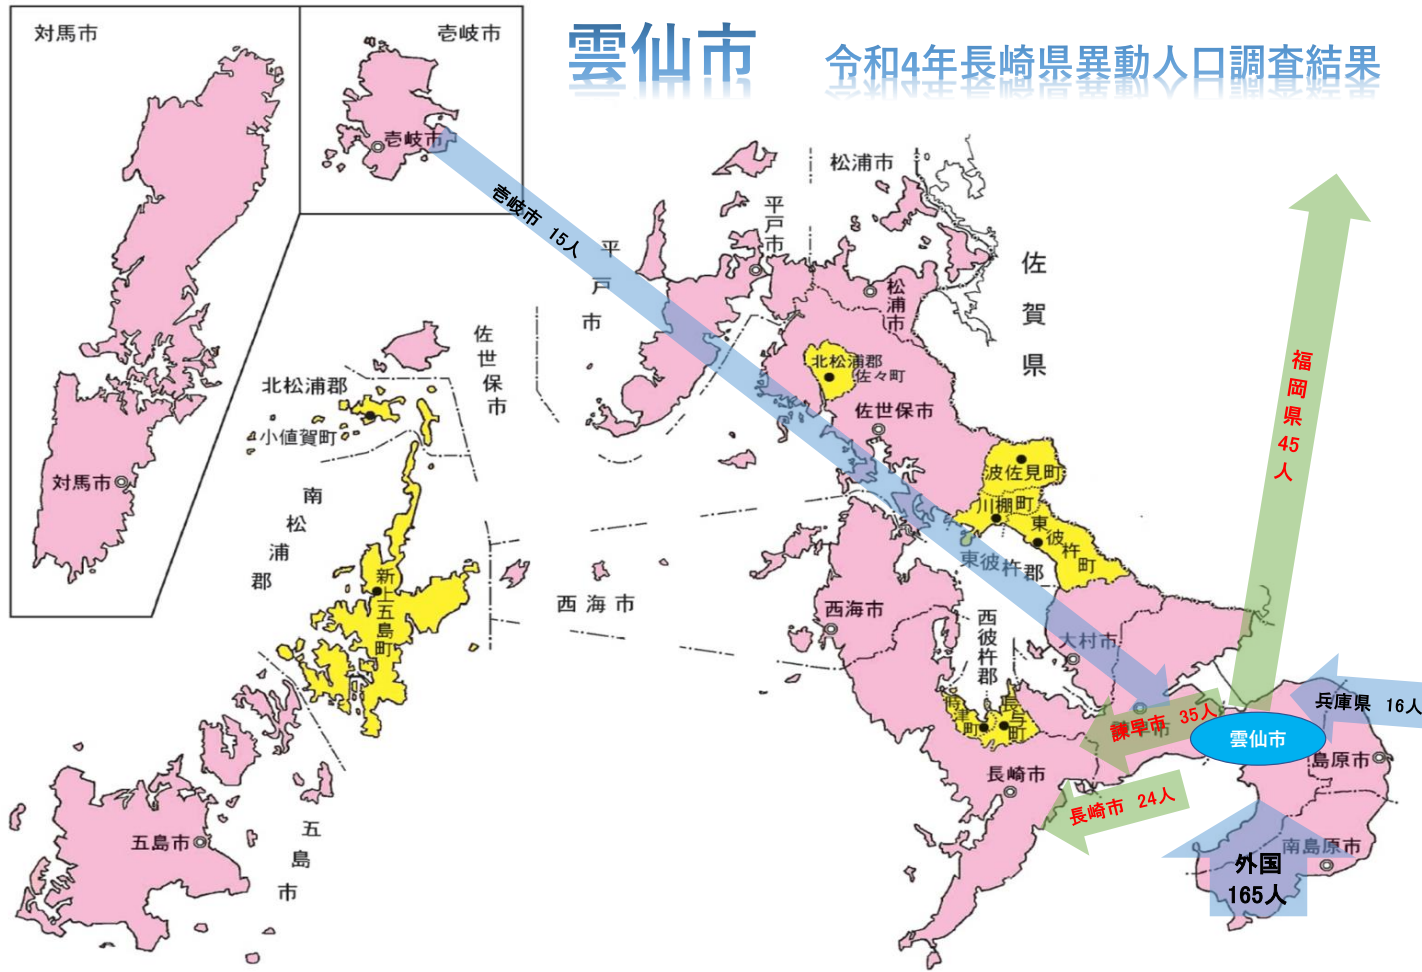 雲仙市
令和4年長崎県異動人口調査結果
対馬市
壱岐市
壱岐市
壱岐市 15人
松浦市
平戸市
平戸市
松浦市
佐賀県
佐世保市
北松浦郡
佐々町
佐世保市
北松浦郡
小値賀町
福岡県45人
波佐見町
川棚町
東彼杵町
東彼杵郡
対馬市
南松浦郡
新上五島町
西海市
西海市
西彼杵郡
大村市
時津町
長与町
諫早市 35人
市
雲仙市
兵庫県 16人
島原市
長崎市
長崎市 24人
五島市
五島市
南島原市
外国
165人